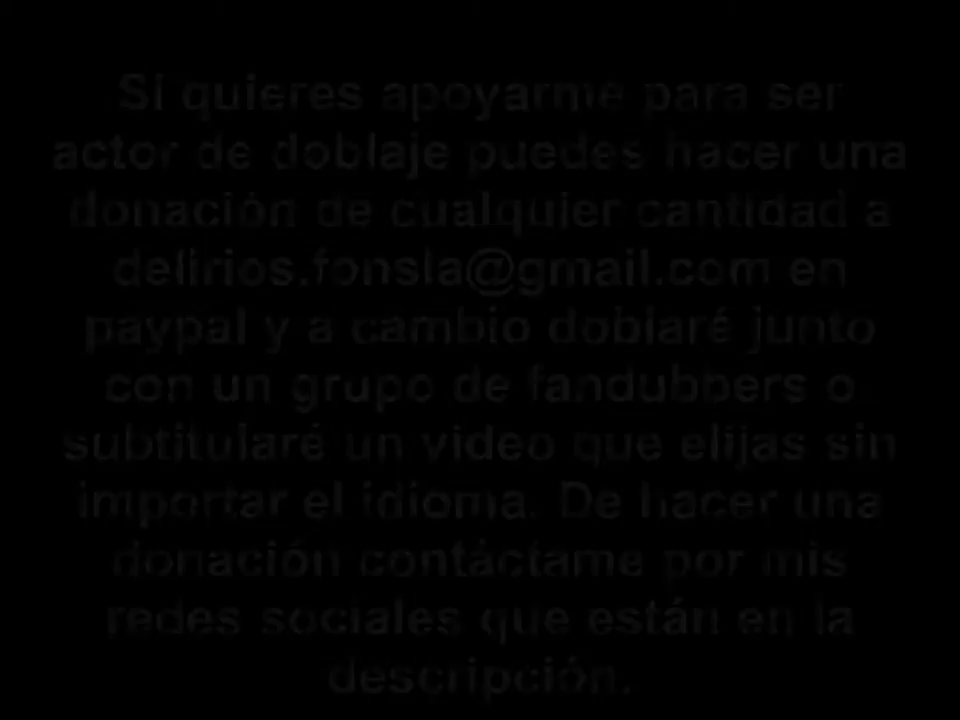 Si quieres apoyarme para ser
actor de doblaje puedes hacer una
donación de cualquier cantidad a
delirios.fonsla@gmail.com en
paypal y a cambio doblaré junto
con un grupo de fandubbers o
subtitularé un video que elijas sin
importar el idioma. De hacer una
donación contáctame por mis
redes sociales que están en la
descripción.